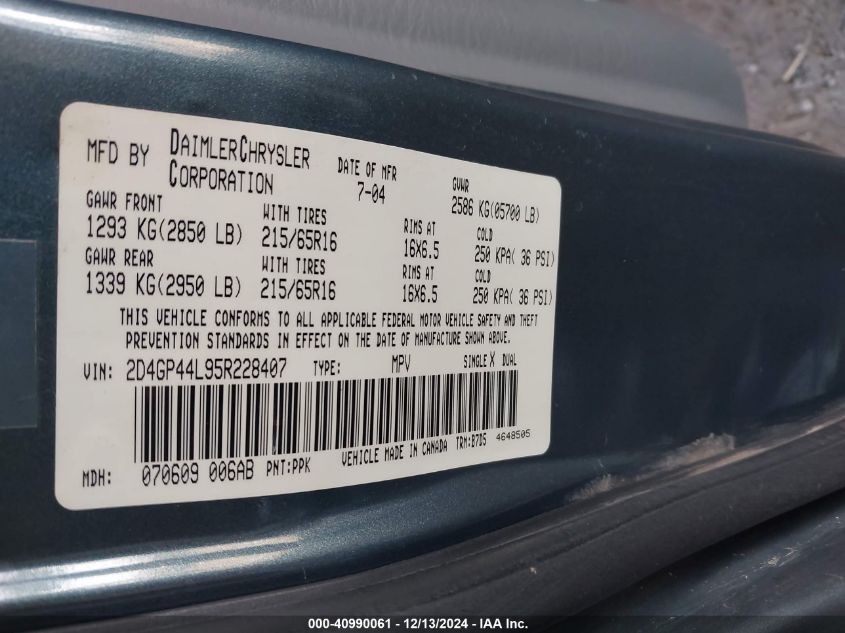 MFD BY DAIMLERCHRYSLER CORPORATION
DATE OF MFR 7-04
GVWR 2586 KG(05700 LB)
GAWR FRONT WITH TIRES RIMS AT COLD
1293 KG(2850 LB) 215/65R16 16X6.5 250 KPA( 36 PSI)
GAWR REAR WITH TIRES RIMS AT COLD
1339 KG(2950 LB) 215/65R16 16X6.5 250 KPA( 36 PSI)
THIS VEHICLE CONFORMS TO ALL APPLICABLE FEDERAL MOTOR VEHICLE SAFETY AND THEFT
PREVENTION STANDARDS IN EFFECT ON THE DATE OF MANUFACTURE SHOWN ABOVE.
VIN: 2D4GP44L95R228407 TYPE: MPV SINGLE X DUAL
MDH: 070609 006AB PNT:PPK VEHICLE MADE IN CANADA TRM:B7D5 4648505
000-40990061 - 12/13/2024 - IAA Inc.